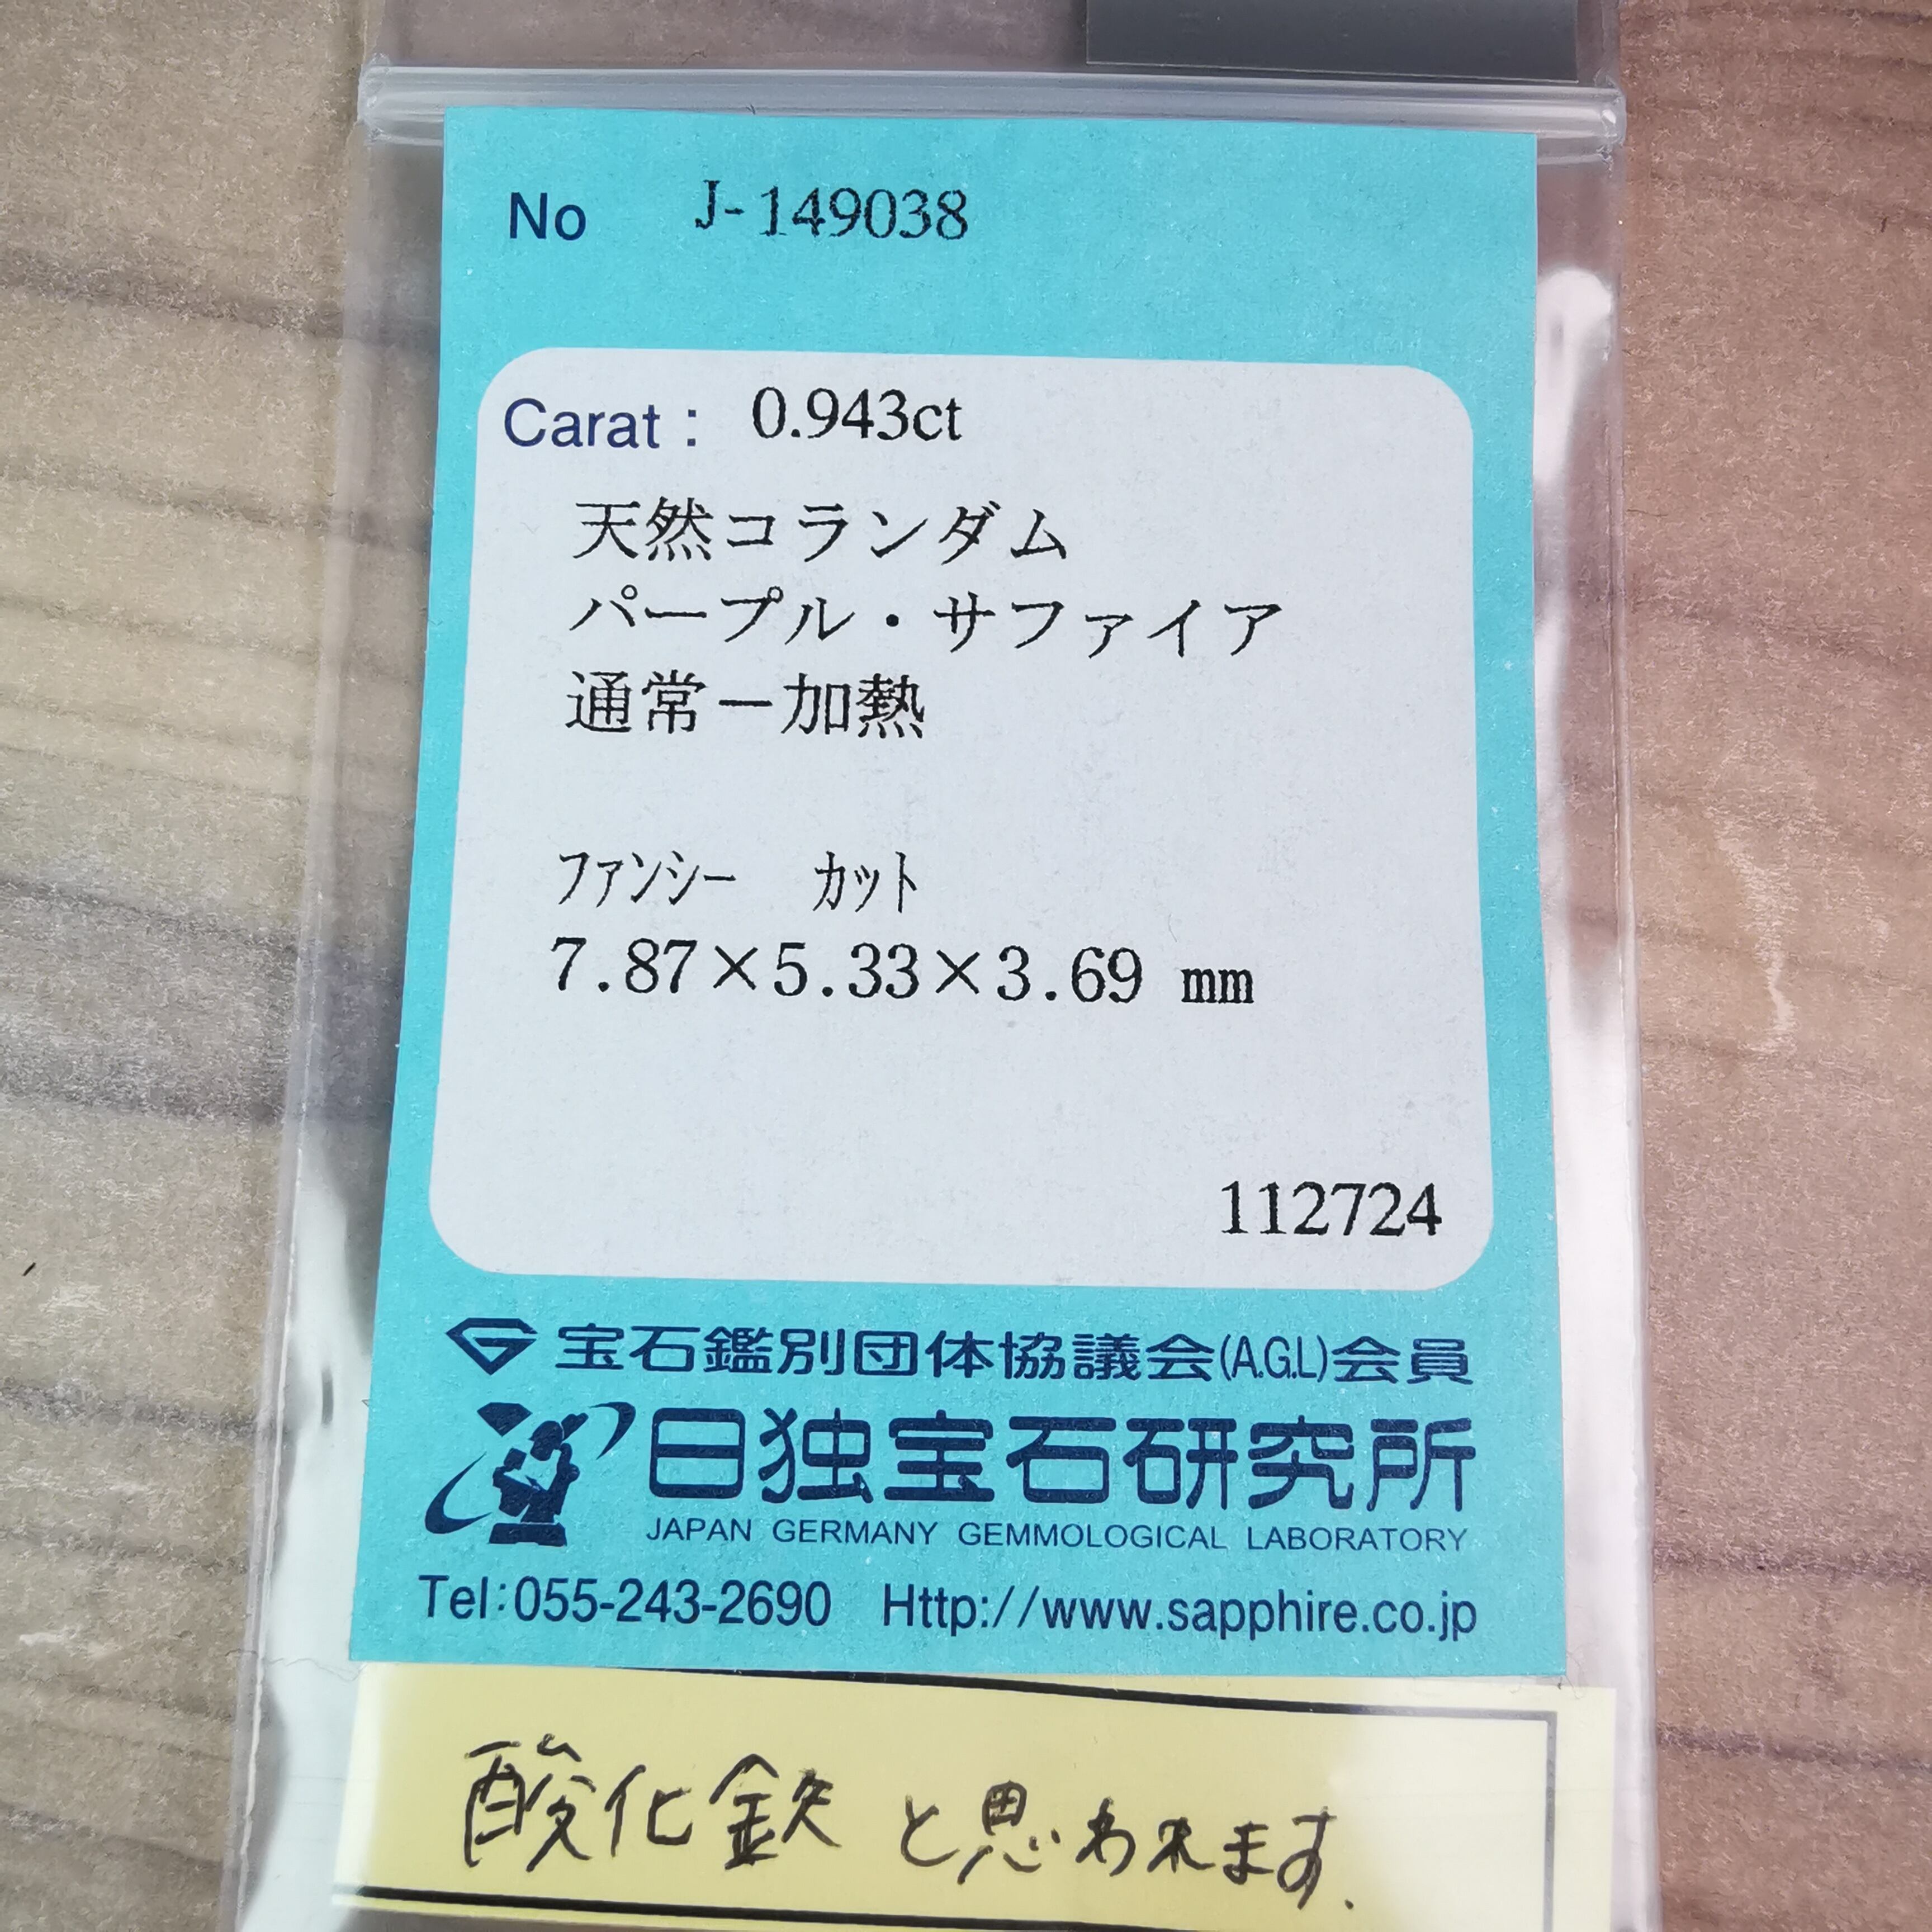 No J-149038
Carat : 0.943ct
天然コランダム
パープル・サファイア
通常－加熱
ファンシー カット
7.87×5.33×3.69 mm
112724
宝石鑑別団体協議会(A.G.L)会員
日独宝石研究所
JAPAN GERMANY GEMMOLOGICAL LABORATORY
Tel:055-243-2690 Http://www.sapphire.co.jp
酸化鉄と思われます.